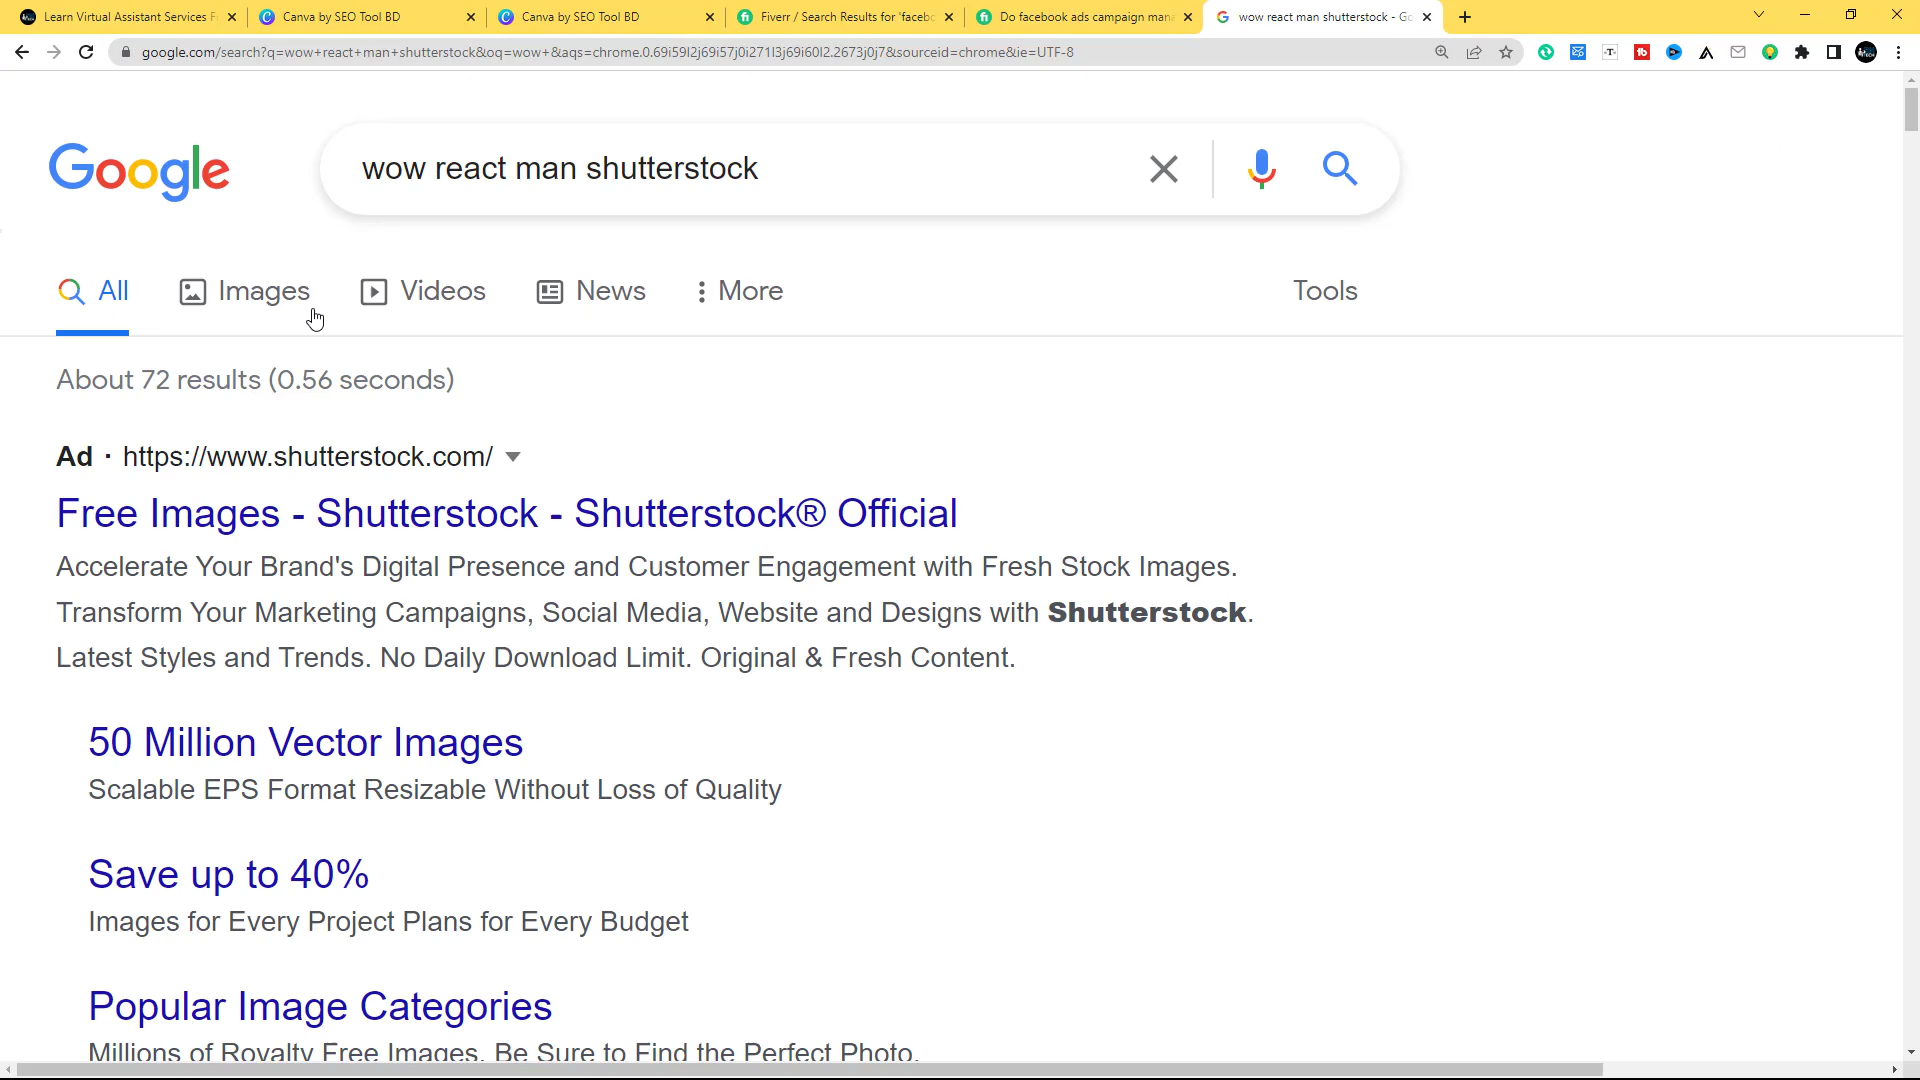 Learn Virtual Assistant Services F
Canva by SEO Tool BD
Canva by SEO Tool BD
Fiverr / Search Results for 'facebo
Do facebook ads campaign mana
wow react man shutterstock - Go
google.com/search?q=wow+react+man+shutterstock&oq=wow+&aqs=chrome.0.69i59l2j69i57j0i271l3j69i60l2.2673j0j7&sourceid=chrome&ie=UTF-8
Google
wow react man shutterstock
All
Images
Videos
News
More
Tools
About 72 results (0.56 seconds)
Ad · https://www.shutterstock.com/
Free Images - Shutterstock - Shutterstock® Official
Accelerate Your Brand's Digital Presence and Customer Engagement with Fresh Stock Images.
Transform Your Marketing Campaigns, Social Media, Website and Designs with Shutterstock.
Latest Styles and Trends. No Daily Download Limit. Original & Fresh Content.
50 Million Vector Images
Scalable EPS Format Resizable Without Loss of Quality
Save up to 40%
Images for Every Project Plans for Every Budget
Popular Image Categories
Millions of Royalty Free Images. Be Sure to Find the Perfect Photo.